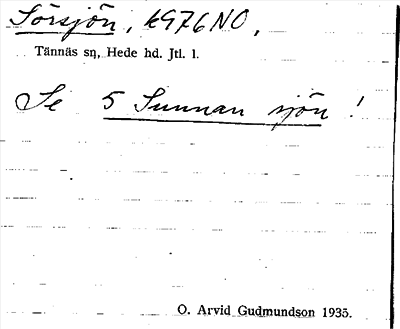 Sörsjön, k976NO,
Tännäs sn, Hede hd. Jtl. l.
Se 5 Sunnan sjön !
O. Arvid Gudmundson 1935.